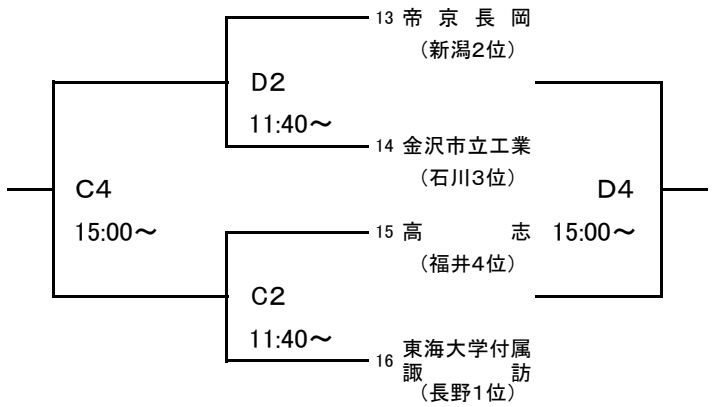 13 帝京長岡
（新潟2位）
D2
11:40～
14 金沢市立工業
（石川3位）
C4
15:00～
D4
15:00～
15 高志
（福井4位）
C2
11:40～
16 東海大学付属
諏訪
（長野1位）